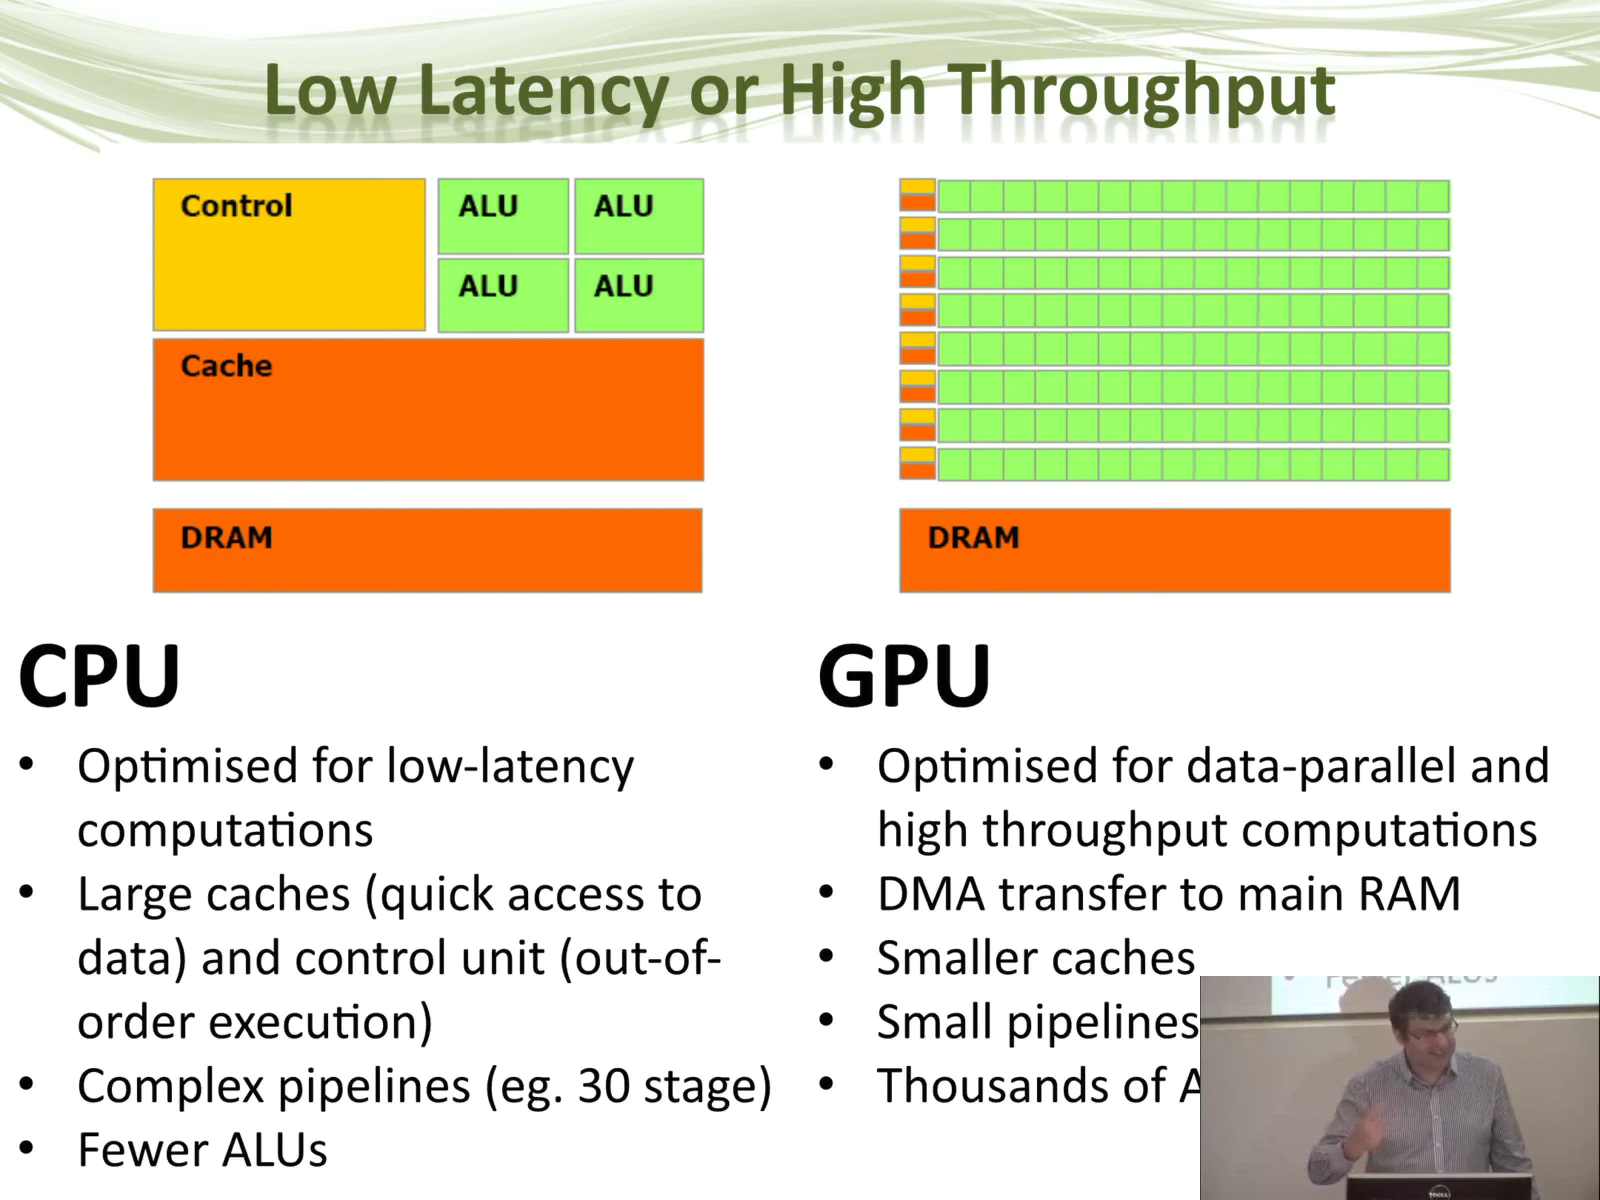 Low Latency or High Throughput
Control
ALU
ALU
ALU
ALU
Cache
DRAM
DRAM
CPU
• Optimised for low-latency
computations
• Large caches (quick access to
data) and control unit (out-of-
order execution)
• Complex pipelines (eg. 30 stage)
• Fewer ALUs
GPU
• Optimised for data-parallel and
high throughput computations
• DMA transfer to main RAM
• Smaller caches
• Small pipelines
• Thousands of A
Fewer ALUs
DELL